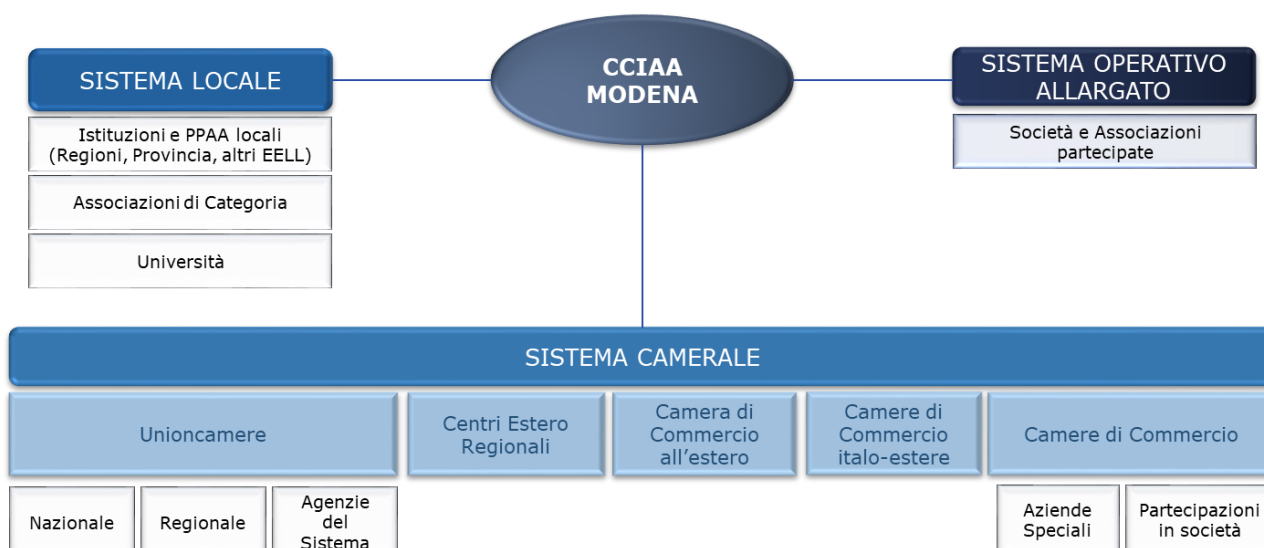 CCIAA
MODENA
SISTEMA LOCALE
Istituzioni e PPAA locali
(Regioni, Provincia, altri EELL)
Associazioni di Categoria
Università
SISTEMA OPERATIVO
ALLARGATO
Società e Associazioni
partecipate
SISTEMA CAMERALE
Unioncamere
Centri Estero
Regionali
Camera di
Commercio
all'estero
Camere di
Commercio
italo-estere
Camere di Commercio
Nazionale
Regionale
Agenzie
del
Sistema
Aziende
Speciali
Partecipazioni
in società